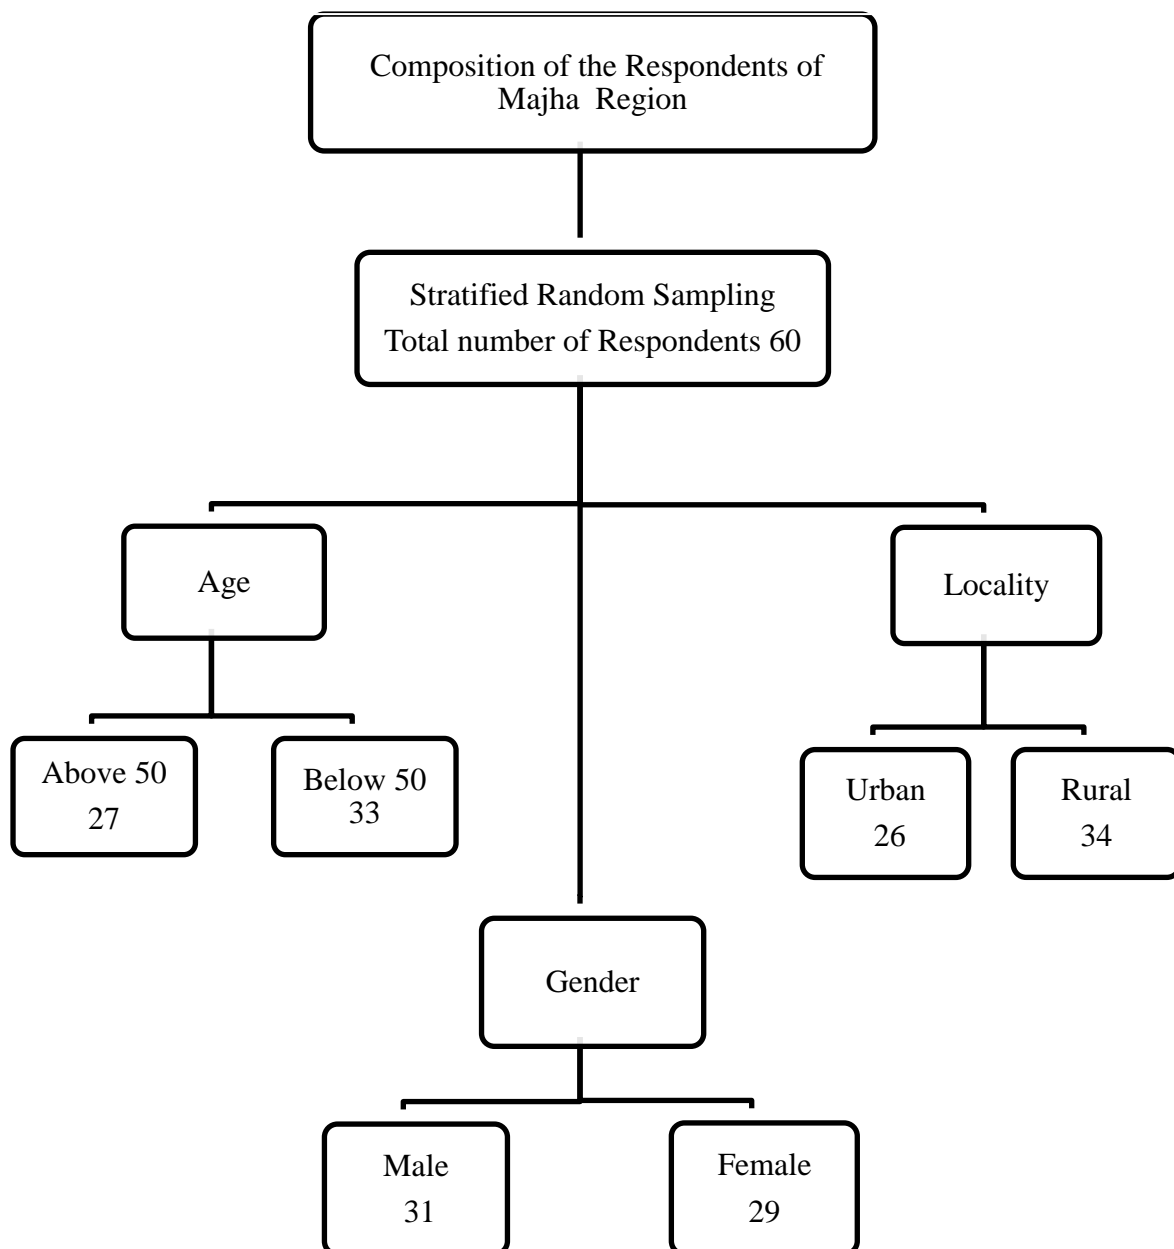 Composition of the Respondents of
Majha Region
Stratified Random Sampling
Total number of Respondents 60
Age
Locality
Above 50
27
Below 50
33
Urban
26
Rural
34
Gender
Male
31
Female
29